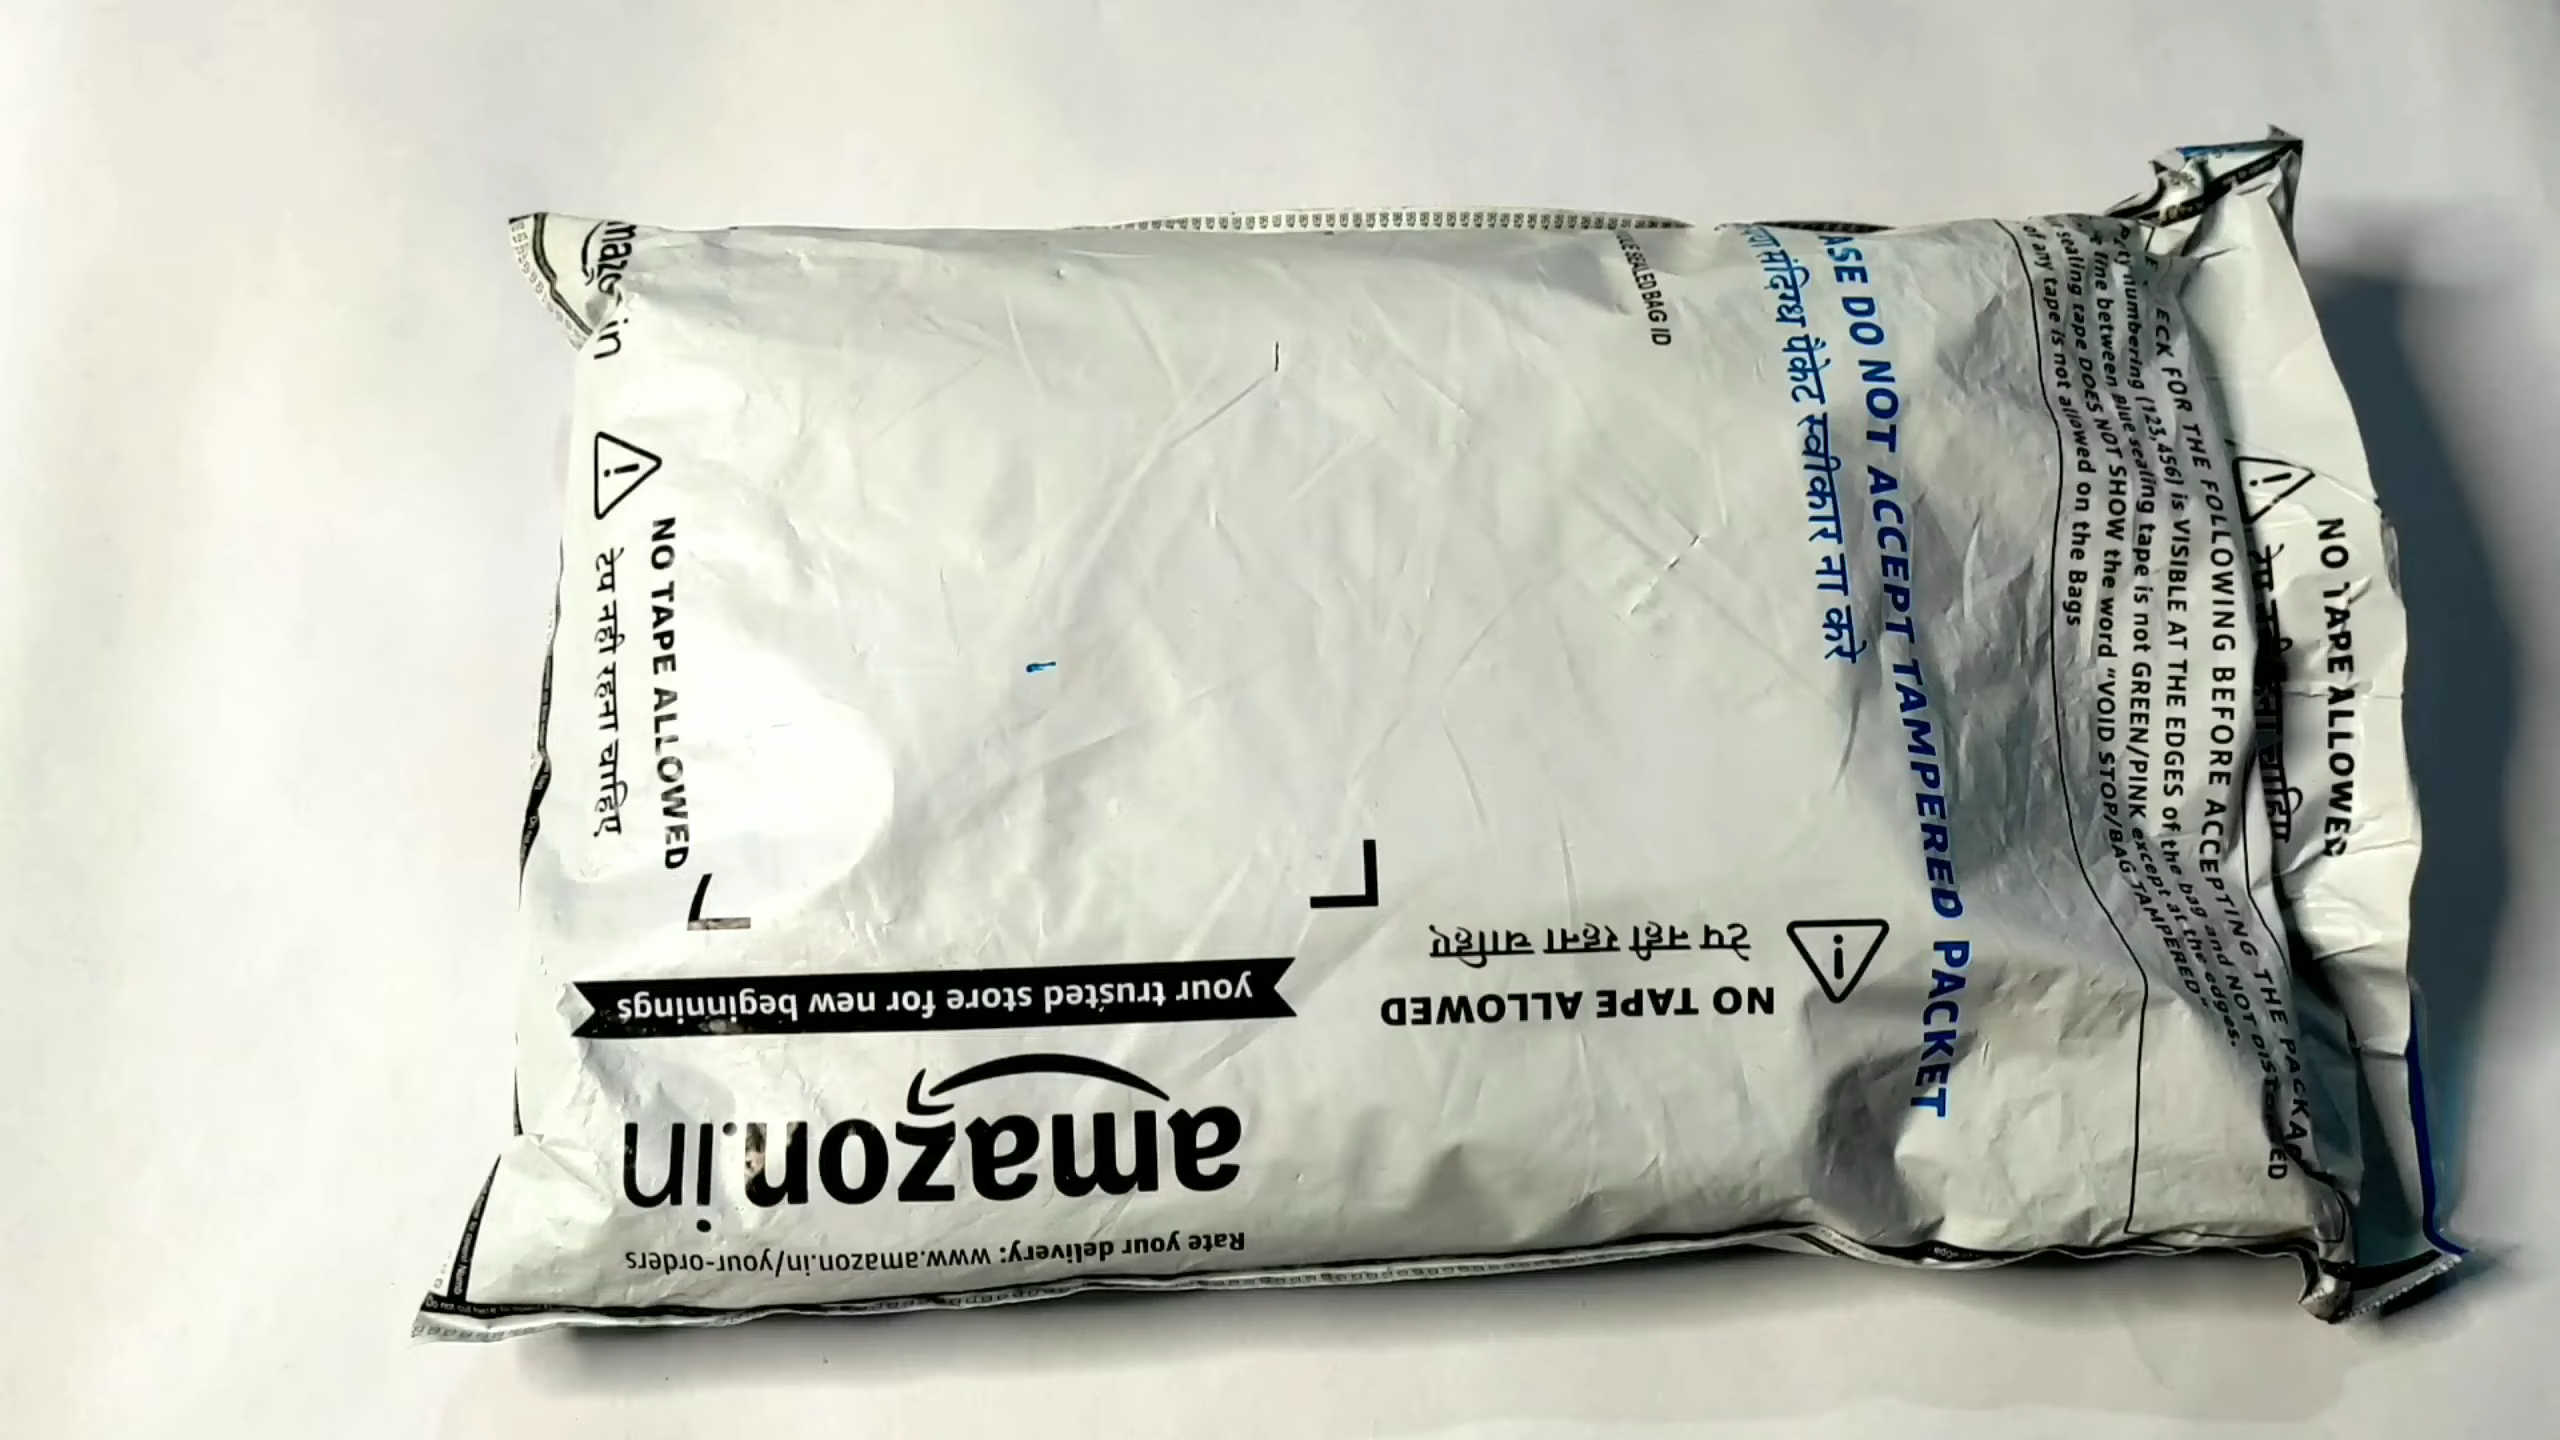 amazon.in
NO TAPE ALLOWED
टेप नही रहना चाहिए
SEALED BAG ID
DO NOT ACCEPT TAMPERED PACKET
संदिग्ध पैकेट स्वीकार ना करे
FOR THE FOLLOWING BEFORE ACCEPTING THE
numbering (123,456) is VISIBLE AT THE EDGES of the bag and NOT
line between blue sealing tape is not GREEN/PINK except at the edges.
sealing tape DOES NOT SHOW the word "VOID STOP/BAG TAMPERED"
of any tape is not allowed on the Bags
NO TAPE ALLOWED
NO TAPE ALLOWED
टेप नही रहना चाहिए
your trusted store for new beginnings
amazon.in
Rate your delivery: www.amazon.in/your-orders